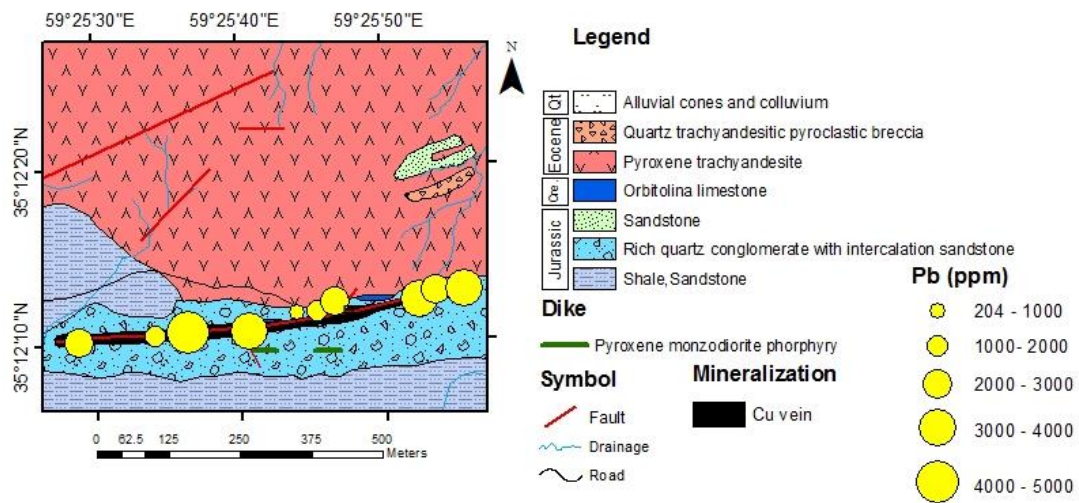 59°25'30"E 59°25'40"E 59°25'50"E
35°12'20"N
35°12'10"N
N
Legend
Qt
Alluvial cones and colluvium
Eocene
Quartz trachyandesitic pyroclastic breccia
Pyroxene trachyandesite
Cre.
Orbitolina limestone
Jurassic
Sandstone
Rich quartz conglomerate with intercalation sandstone
Shale,Sandstone
Dike
Pyroxene monzodiorite phorphyry
Symbol
Fault
Drainage
Road
Mineralization
Cu vein
Pb (ppm)
204 - 1000
1000 - 2000
2000 - 3000
3000 - 4000
4000 - 5000
0 62.5 125 250 375 500
Meters